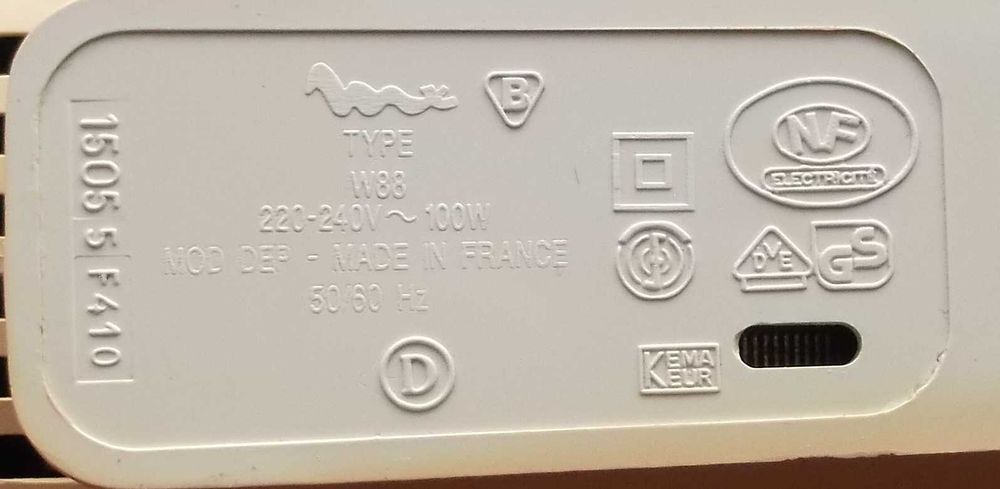 B
TYPE
W88
220-240V ~ 100W
MOD DEP - MADE IN FRANCE
50/60 Hz
D
1505 5 F410
NF
ELECTRICITE
DVE
GS
KEMA
KEUR